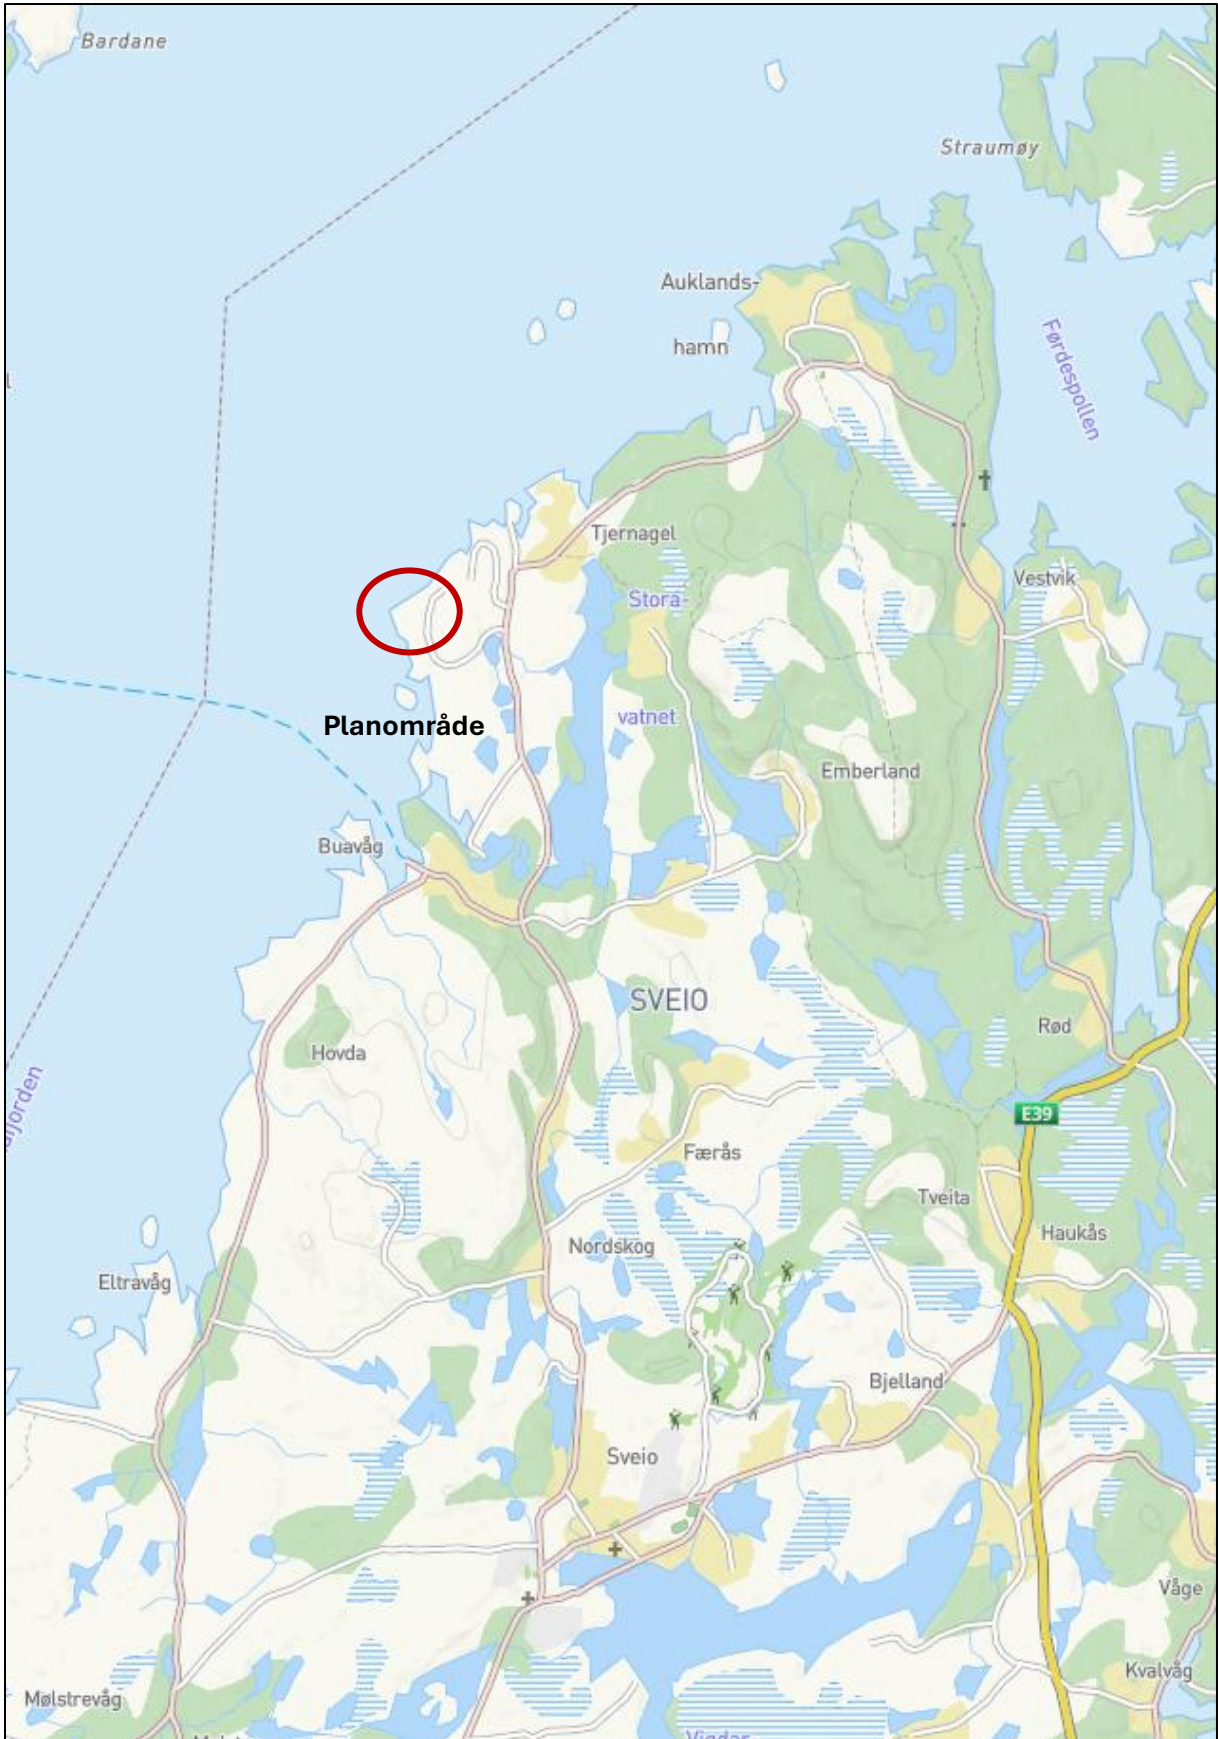 Bardane
Straumøy
Auklands-
hamn
Førdespollen
Tjernagel
Vestvik
Stora-
vatnet
Planområde
Emberland
Buavåg
SVEIO
Rød
Hovda
E39
Færås
Tveita
Haukås
Nordskog
Eltravåg
Bjelland
Sveio
Våge
Kvalvåg
Mølstrevåg